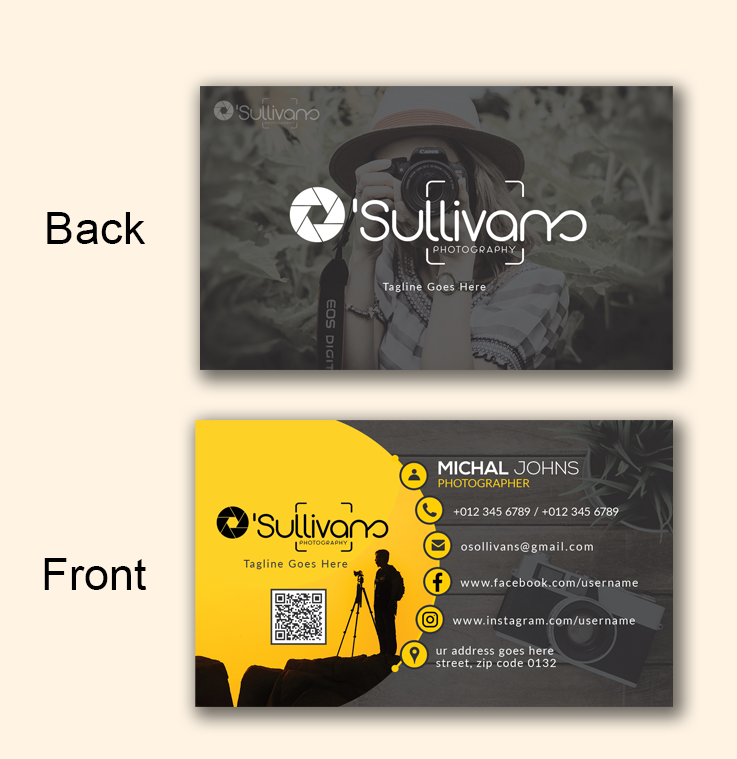 'Sullivans
Canon
'Sullivans
PHOTOGRAPHY
Tagline Goes Here
EOS DIGIT
Back
MICHAL JOHNS
PHOTOGRAPHER
+012 345 6789 / +012 345 6789
'Sullivans
PHOTOGRAPHY
osollivans@gmail.com
Tagline Goes Here
Front
www.facebook.com/username
www.instagram.com/username
ur address goes here
street, zip code 0132